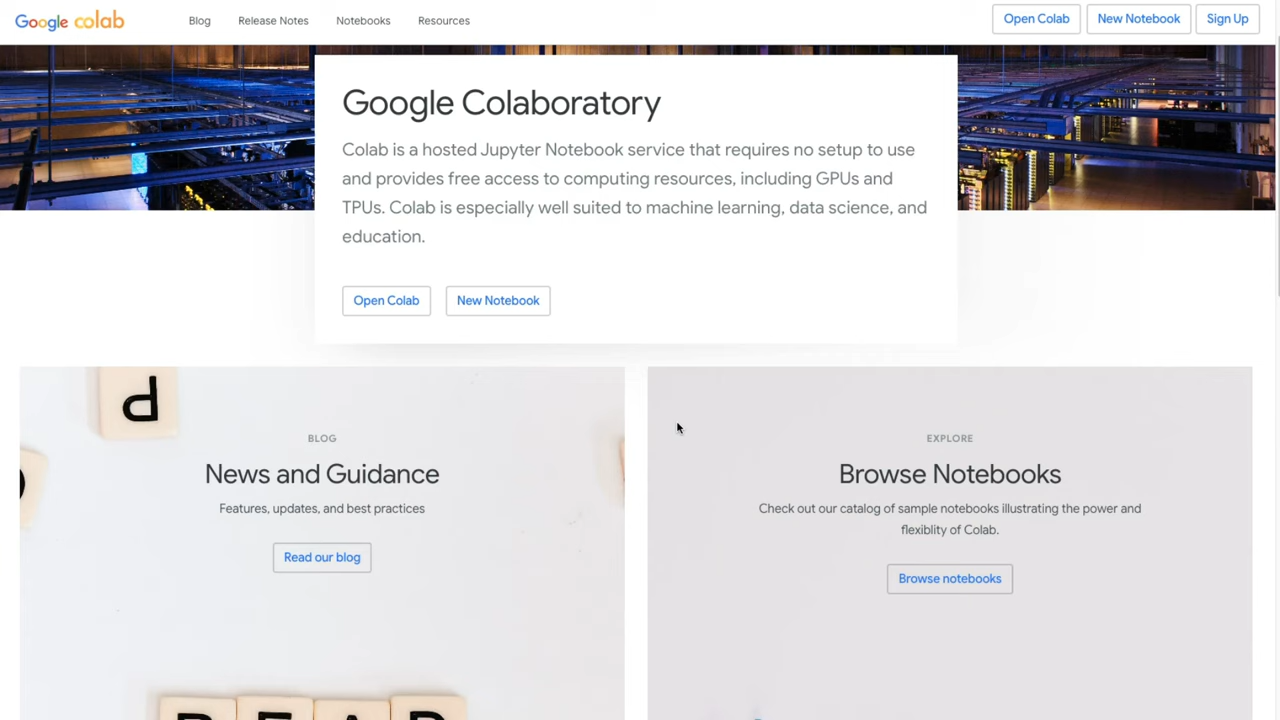 Google colab
Blog
Release Notes
Notebooks
Resources
Open Colab
New Notebook
Sign Up
Google Colaboratory
Colab is a hosted Jupyter Notebook service that requires no setup to use
and provides free access to computing resources, including GPUs and
TPUs. Colab is especially well suited to machine learning, data science, and
education.
Open Colab
New Notebook
d
BLOG
News and Guidance
Features, updates, and best practices
Read our blog
READ
EXPLORE
Browse Notebooks
Check out our catalog of sample notebooks illustrating the power and
flexiblity of Colab.
Browse notebooks